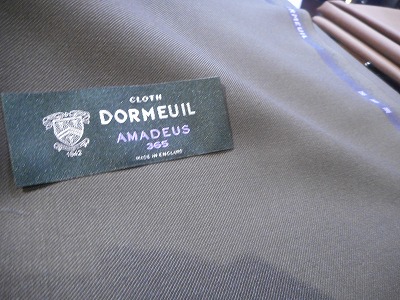 CLOTH
DORMEUIL
AMADEUS
365
MADE IN ENGLAND
1842